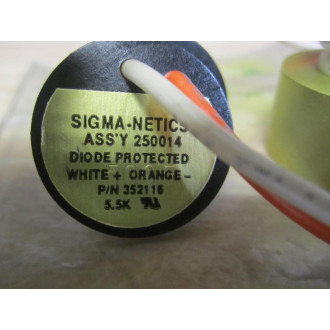 SIGMA-NETICS
ASS'Y 250014
DIODE PROTECTED
WHITE + ORANGE -
P/N 352116
5.5K